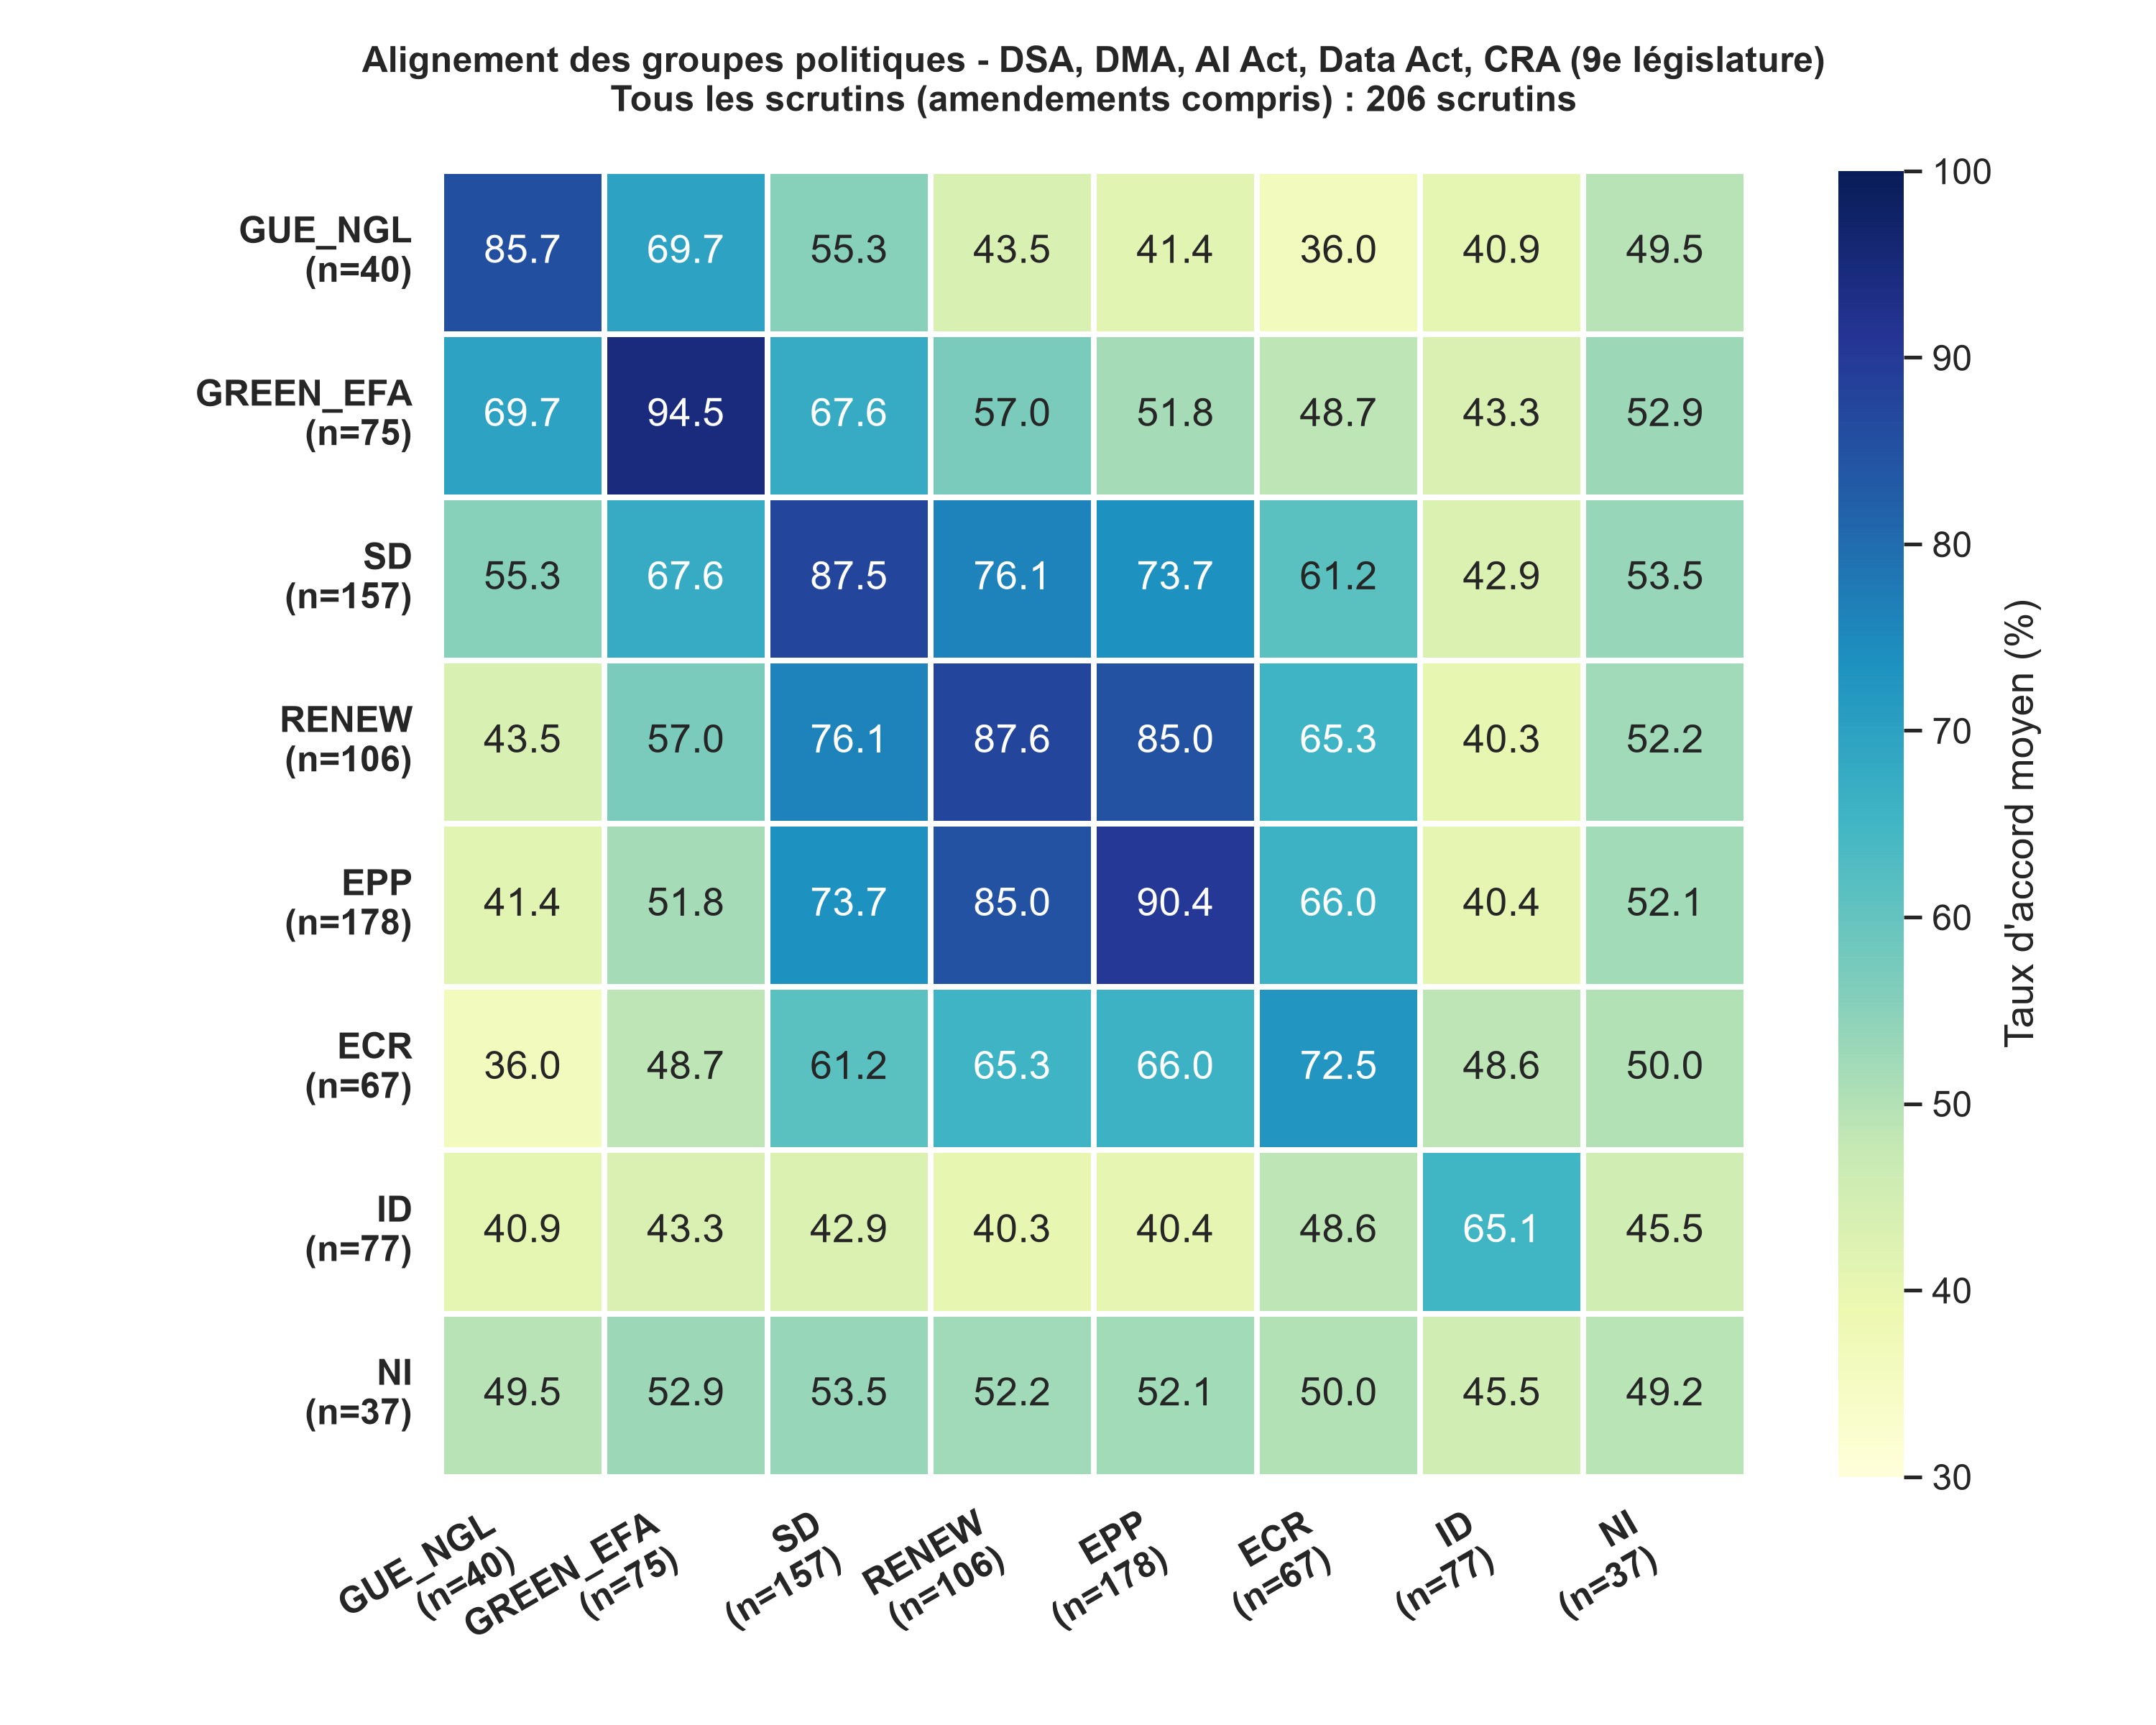 Alignement des groupes politiques - DSA, DMA, AI Act, Data Act, CRA (9e législature)
Tous les scrutins (amendements compris) : 206 scrutins
GUE_NGL
(n=40)
85.7 69.7 55.3 43.5 41.4 36.0 40.9 49.5
GREEN_EFA
(n=75)
69.7 94.5 67.6 57.0 51.8 48.7 43.3 52.9
SD
(n=157)
55.3 67.6 87.5 76.1 73.7 61.2 42.9 53.5
RENEW
(n=106)
43.5 57.0 76.1 87.6 85.0 65.3 40.3 52.2
EPP
(n=178)
41.4 51.8 73.7 85.0 90.4 66.0 40.4 52.1
ECR
(n=67)
36.0 48.7 61.2 65.3 66.0 72.5 48.6 50.0
ID
(n=77)
40.9 43.3 42.9 40.3 40.4 48.6 65.1 45.5
NI
(n=37)
49.5 52.9 53.5 52.2 52.1 50.0 45.5 49.2
GUE_NGL
(n=40)
GREEN_EFA
(n=75)
SD
(n=157)
RENEW
(n=106)
EPP
(n=178)
ECR
(n=67)
ID
(n=77)
NI
(n=37)
100
90
80
70
60
50
40
30
Taux d'accord moyen (%)